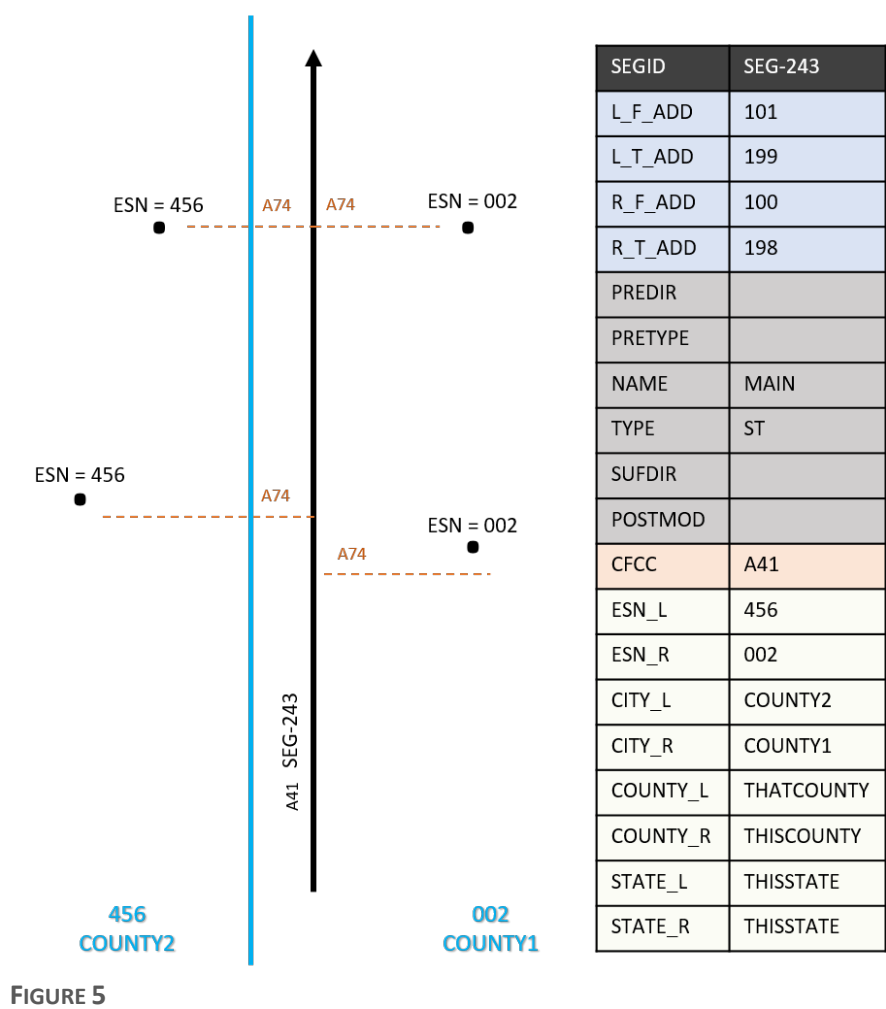 ESN = 456
A74
A74
ESN = 002
ESN = 456
A74
ESN = 002
A74
A41 SEG-243
456
COUNTY2
002
COUNTY1
SEGID SEG-243
L_F_ADD 101
L_T_ADD 199
R_F_ADD 100
R_T_ADD 198
PREDIR
PRETYPE
NAME MAIN
TYPE ST
SUFDIR
POSTMOD
CFCC A41
ESN_L 456
ESN_R 002
CITY_L COUNTY2
CITY_R COUNTY1
COUNTY_L THATCOUNTY
COUNTY_R THISCOUNTY
STATE_L THISSTATE
STATE_R THISSTATE
FIGURE 5